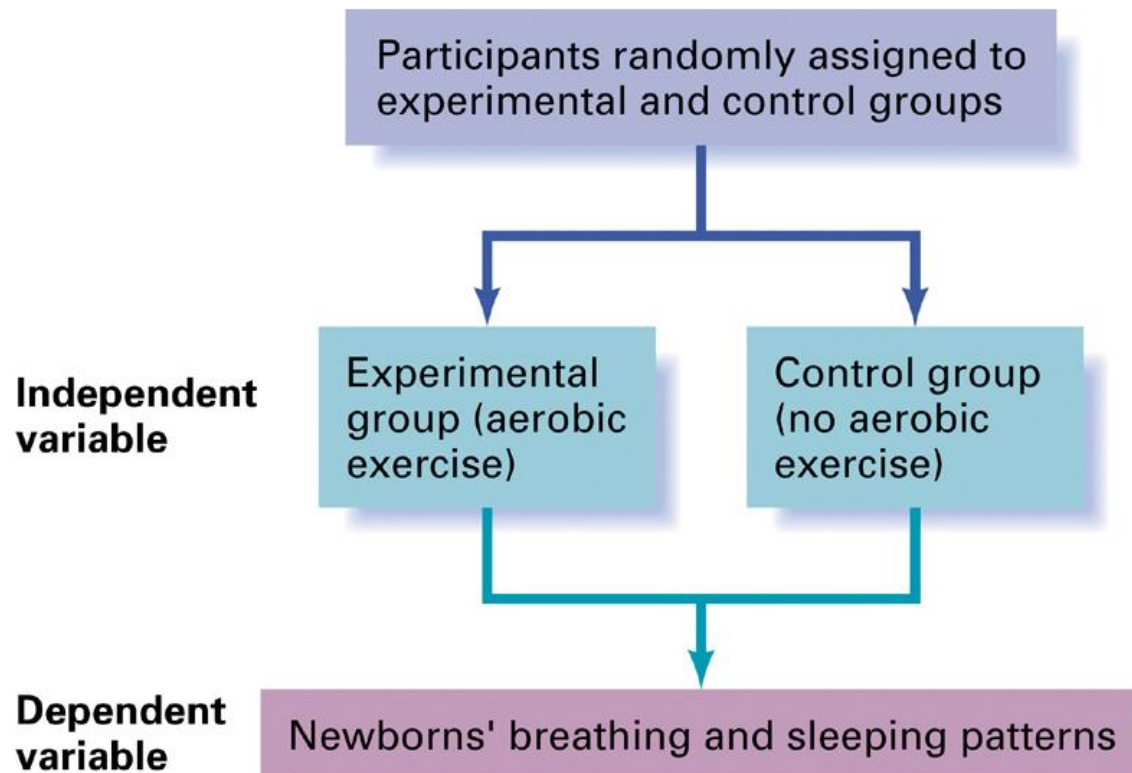 Participants randomly assigned to
experimental and control groups
Independent
variable
Experimental
group (aerobic
exercise)
Control group
(no aerobic
exercise)
Dependent
variable
Newborns' breathing and sleeping patterns